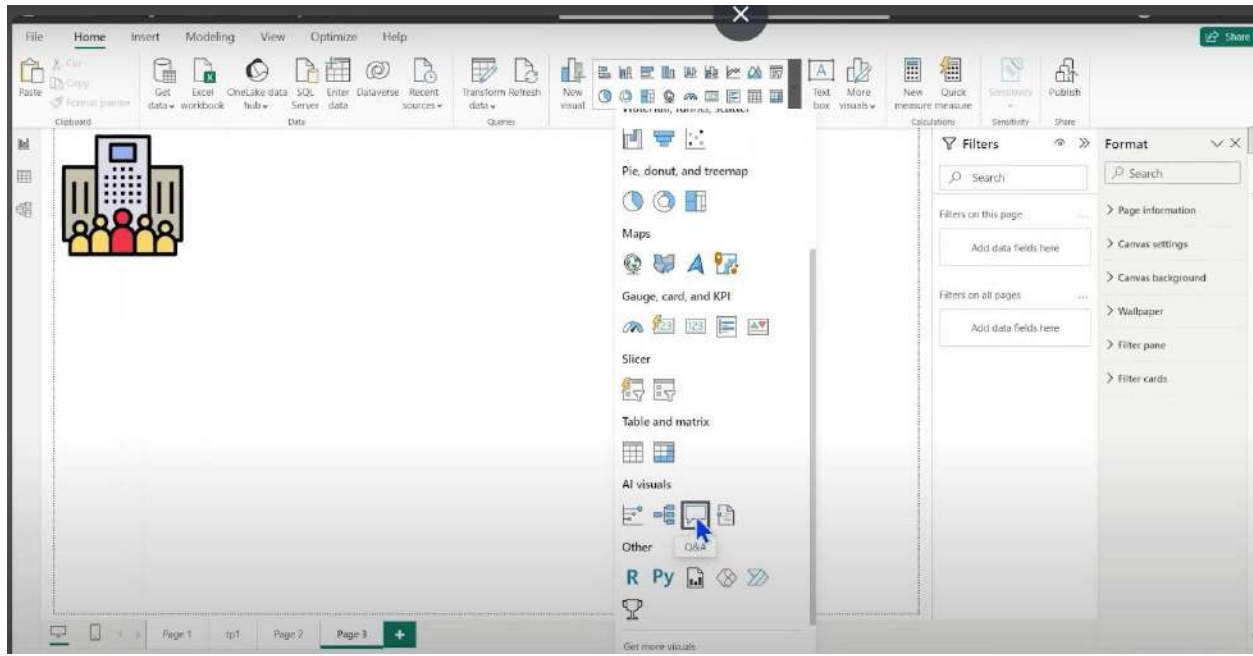 File Home Insert Modeling View Optimize Help Share
Paste
Cut
Copy
Format painter
Get data
Excel workbook
OneLake data hub
SQL Server
Enter data
Dataverse
Recent sources
Transform data
Refresh
New visual
Text box
More visuals
New measure
Quick measure
Sensitivity
Publish
Clipboard Data Queries Calculations Sensitivity Share
Waterfall, funnel, scatter
Pie, donut, and treemap
Maps
Gauge, card, and KPI
123
Slicer
Table and matrix
AI visuals
Q&A
Other
R Py
Get more visuals
Filters
Search
Filters on this page ...
Add data fields here
Filters on all pages ...
Add data fields here
Format
Search
Page information
Canvas settings
Canvas background
Wallpaper
Filter pane
Filter cards
Page 1 tp1 Page 2 Page 3 +